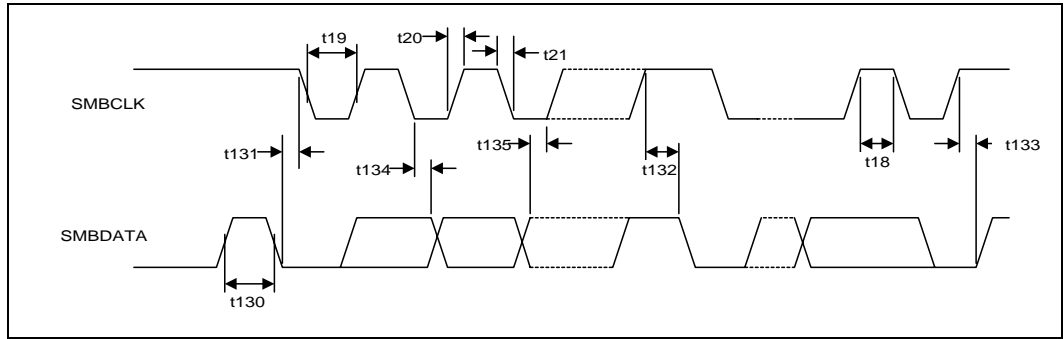 t19
t20
t21
SMBCLK
t131
t134
t135
t132
t18
t133
SMBDATA
t130